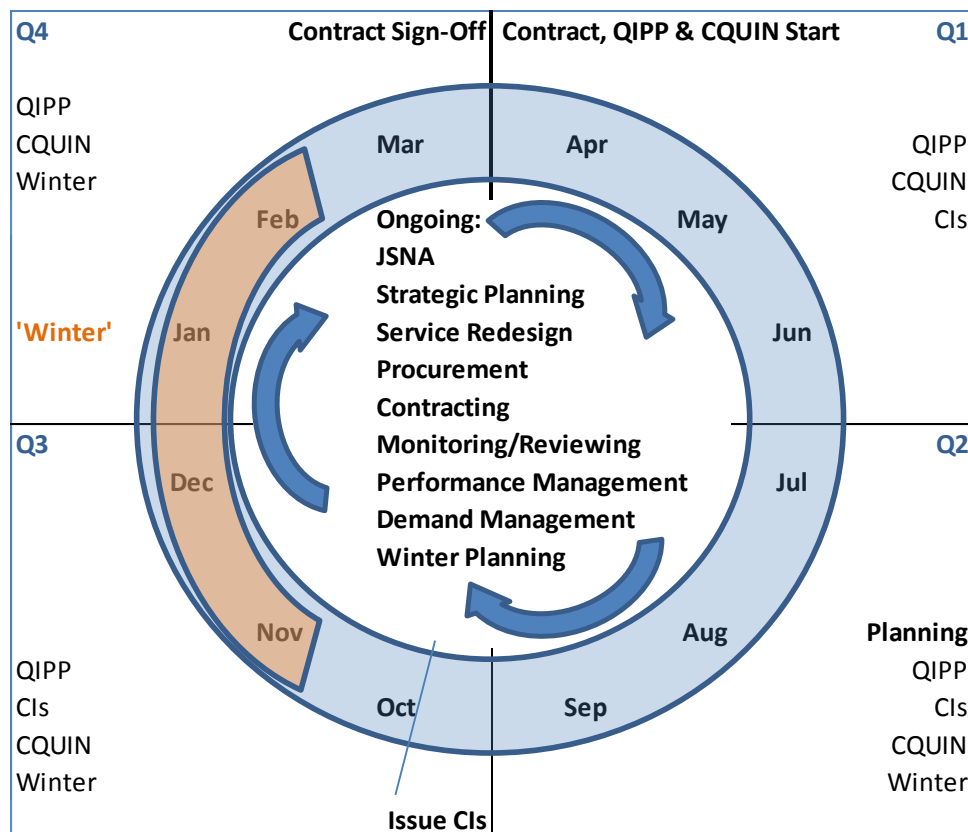 Q4
Contract Sign-Off
Contract, QIPP & CQUIN Start
Q1
QIPP
CQUIN
Winter
Mar
Apr
QIPP
CQUIN
CIs
Feb
May
'Winter'
Jan
Jun
Ongoing:
JSNA
Strategic Planning
Service Redesign
Procurement
Contracting
Monitoring/Reviewing
Performance Management
Demand Management
Winter Planning
Q3
Q2
Dec
Jul
Nov
Aug
Oct
Sep
QIPP
CIs
CQUIN
Winter
Planning
QIPP
CIs
CQUIN
Winter
Issue CIs